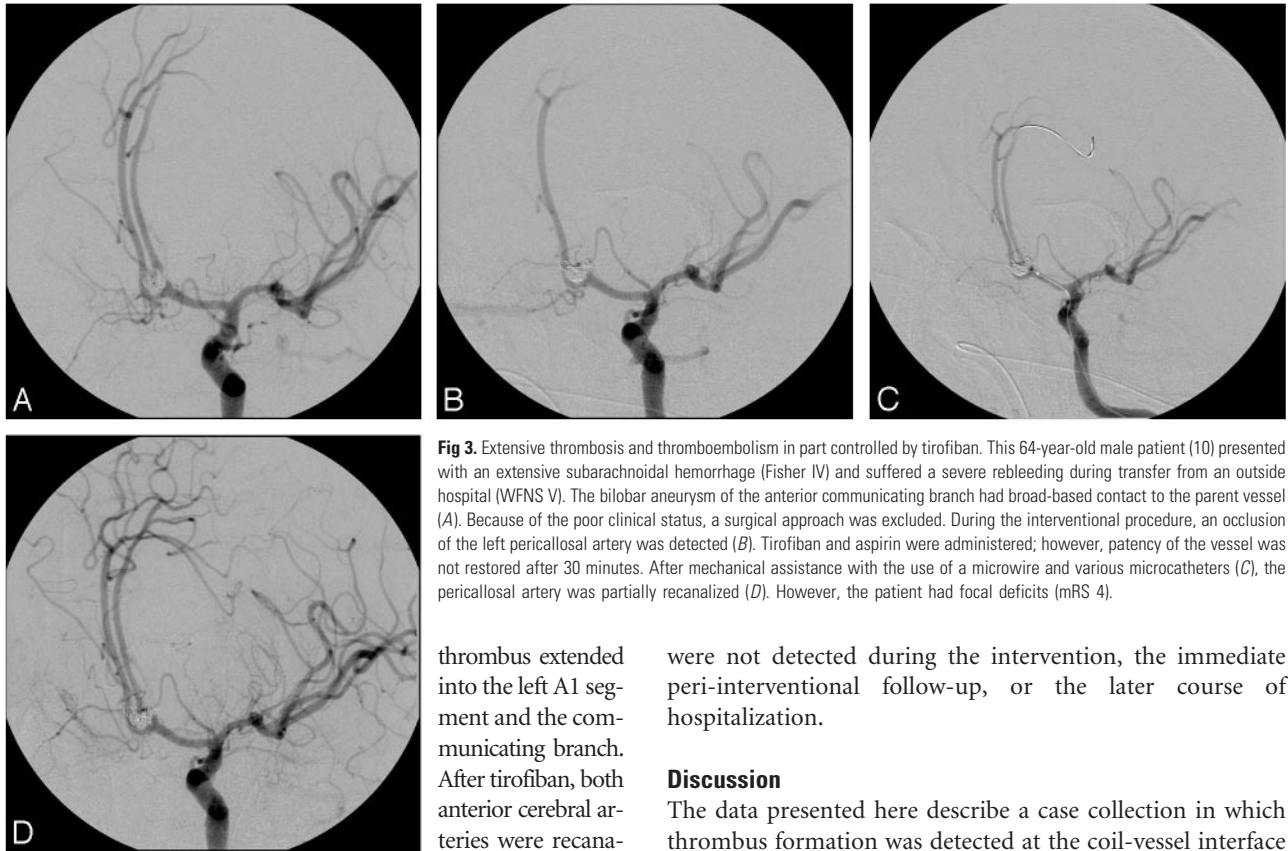 A
B
C
D
Fig 3. Extensive thrombosis and thromboembolism in part controlled by tirofiban. This 64-year-old male patient (10) presented
with an extensive subarachnoidal hemorrhage (Fisher IV) and suffered a severe rebleeding during transfer from an outside
hospital (WFNS V). The bilobar aneurysm of the anterior communicating branch had broad-based contact to the parent vessel
(A). Because of the poor clinical status, a surgical approach was excluded. During the interventional procedure, an occlusion
of the left pericallosal artery was detected (B). Tirofiban and aspirin were administered; however, patency of the vessel was
not restored after 30 minutes. After mechanical assistance with the use of a microwire and various microcatheters (C), the
pericallosal artery was partially recanalized (D). However, the patient had focal deficits (mRS 4).
thrombus extended
into the left A1 seg-
ment and the com-
municating branch.
After tirofiban, both
anterior cerebral ar-
teries were recana-
were not detected during the intervention, the immediate
peri-interventional follow-up, or the later course of
hospitalization.
Discussion
The data presented here describe a case collection in which
thrombus formation was detected at the coil-vessel interface